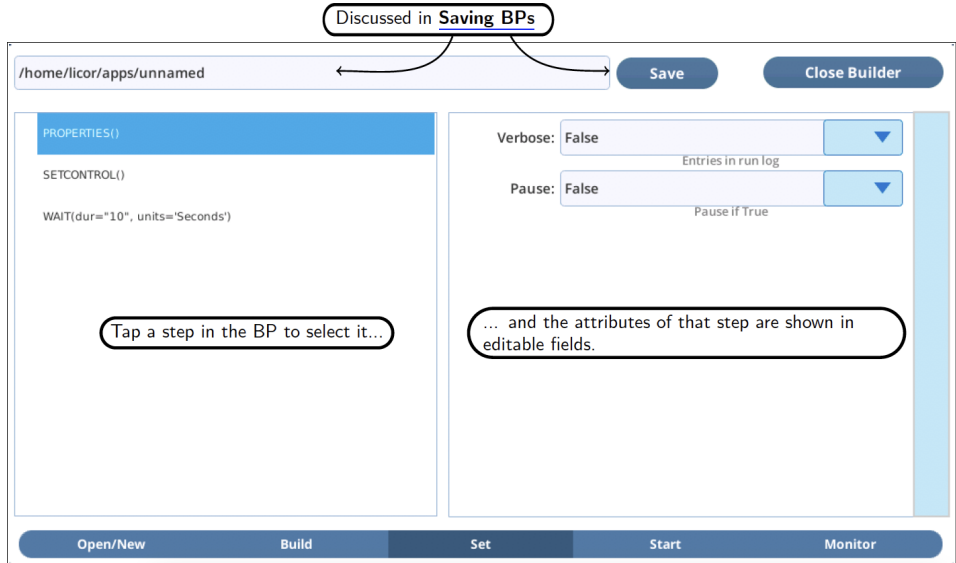 Discussed in Saving BPs
/home/licor/apps/unnamed
Save
Close Builder
PROPERTIES()
SETCONTROL()
WAIT(dur="10", units='Seconds')
Verbose: False
Entries in run log
Pause: False
Pause if True
Tap a step in the BP to select it...
... and the attributes of that step are shown in
editable fields.
Open/New
Build
Set
Start
Monitor